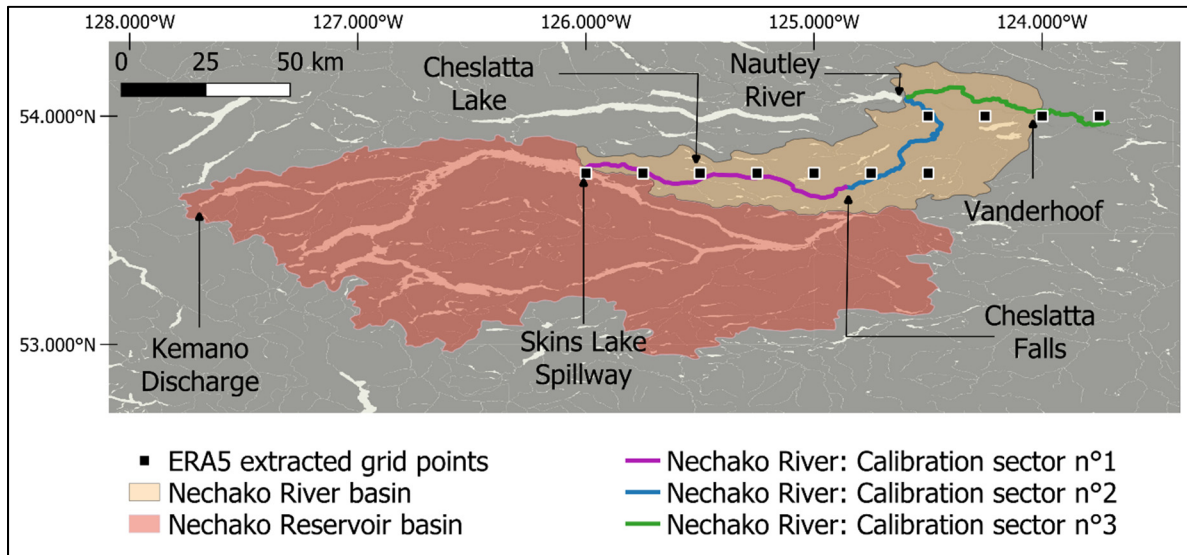 128.000°W 127.000°W 126.000°W 125.000°W 124.000°W
0 25 50 km
Cheslatta
Lake
Nautley
River
54.000°N
Vanderhoof
53.000°N
Kemano
Discharge
Skins Lake
Spillway
Cheslatta
Falls
ERA5 extracted grid points
Nechako River basin
Nechako Reservoir basin
Nechako River: Calibration sector n°1
Nechako River: Calibration sector n°2
Nechako River: Calibration sector n°3